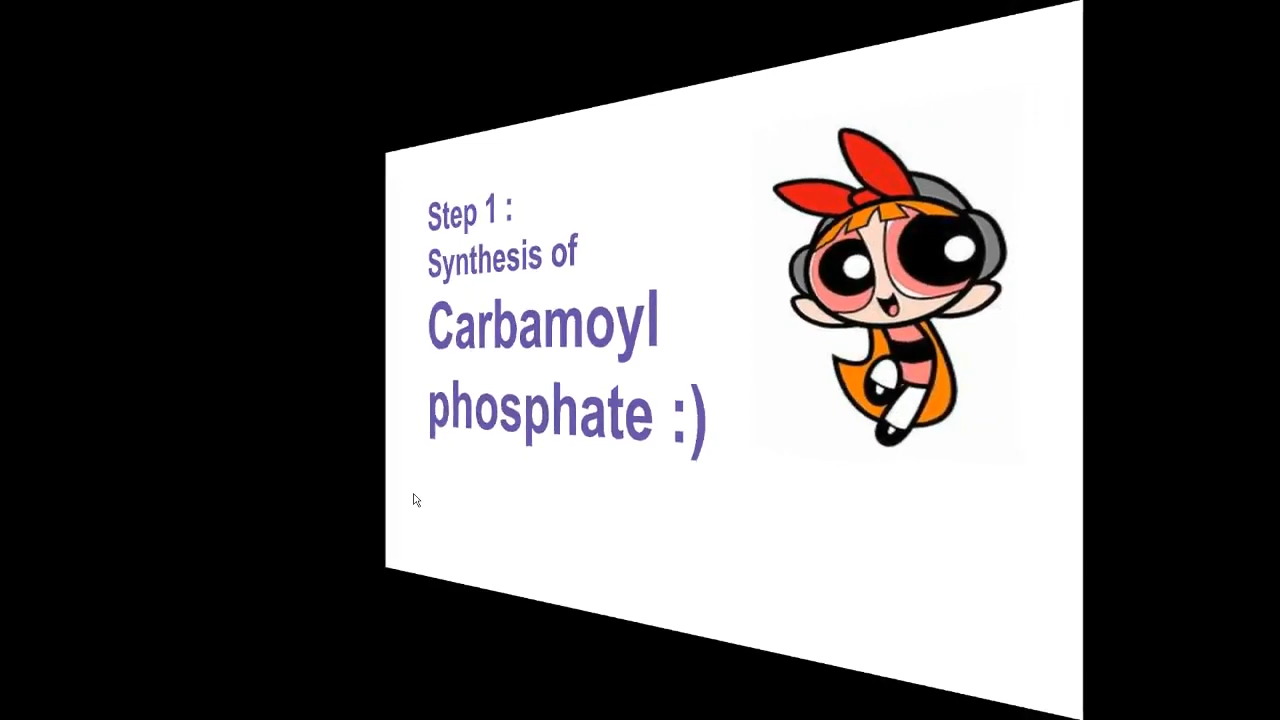 Step 1 :
Synthesis of
Carbamoyl
phosphate :)